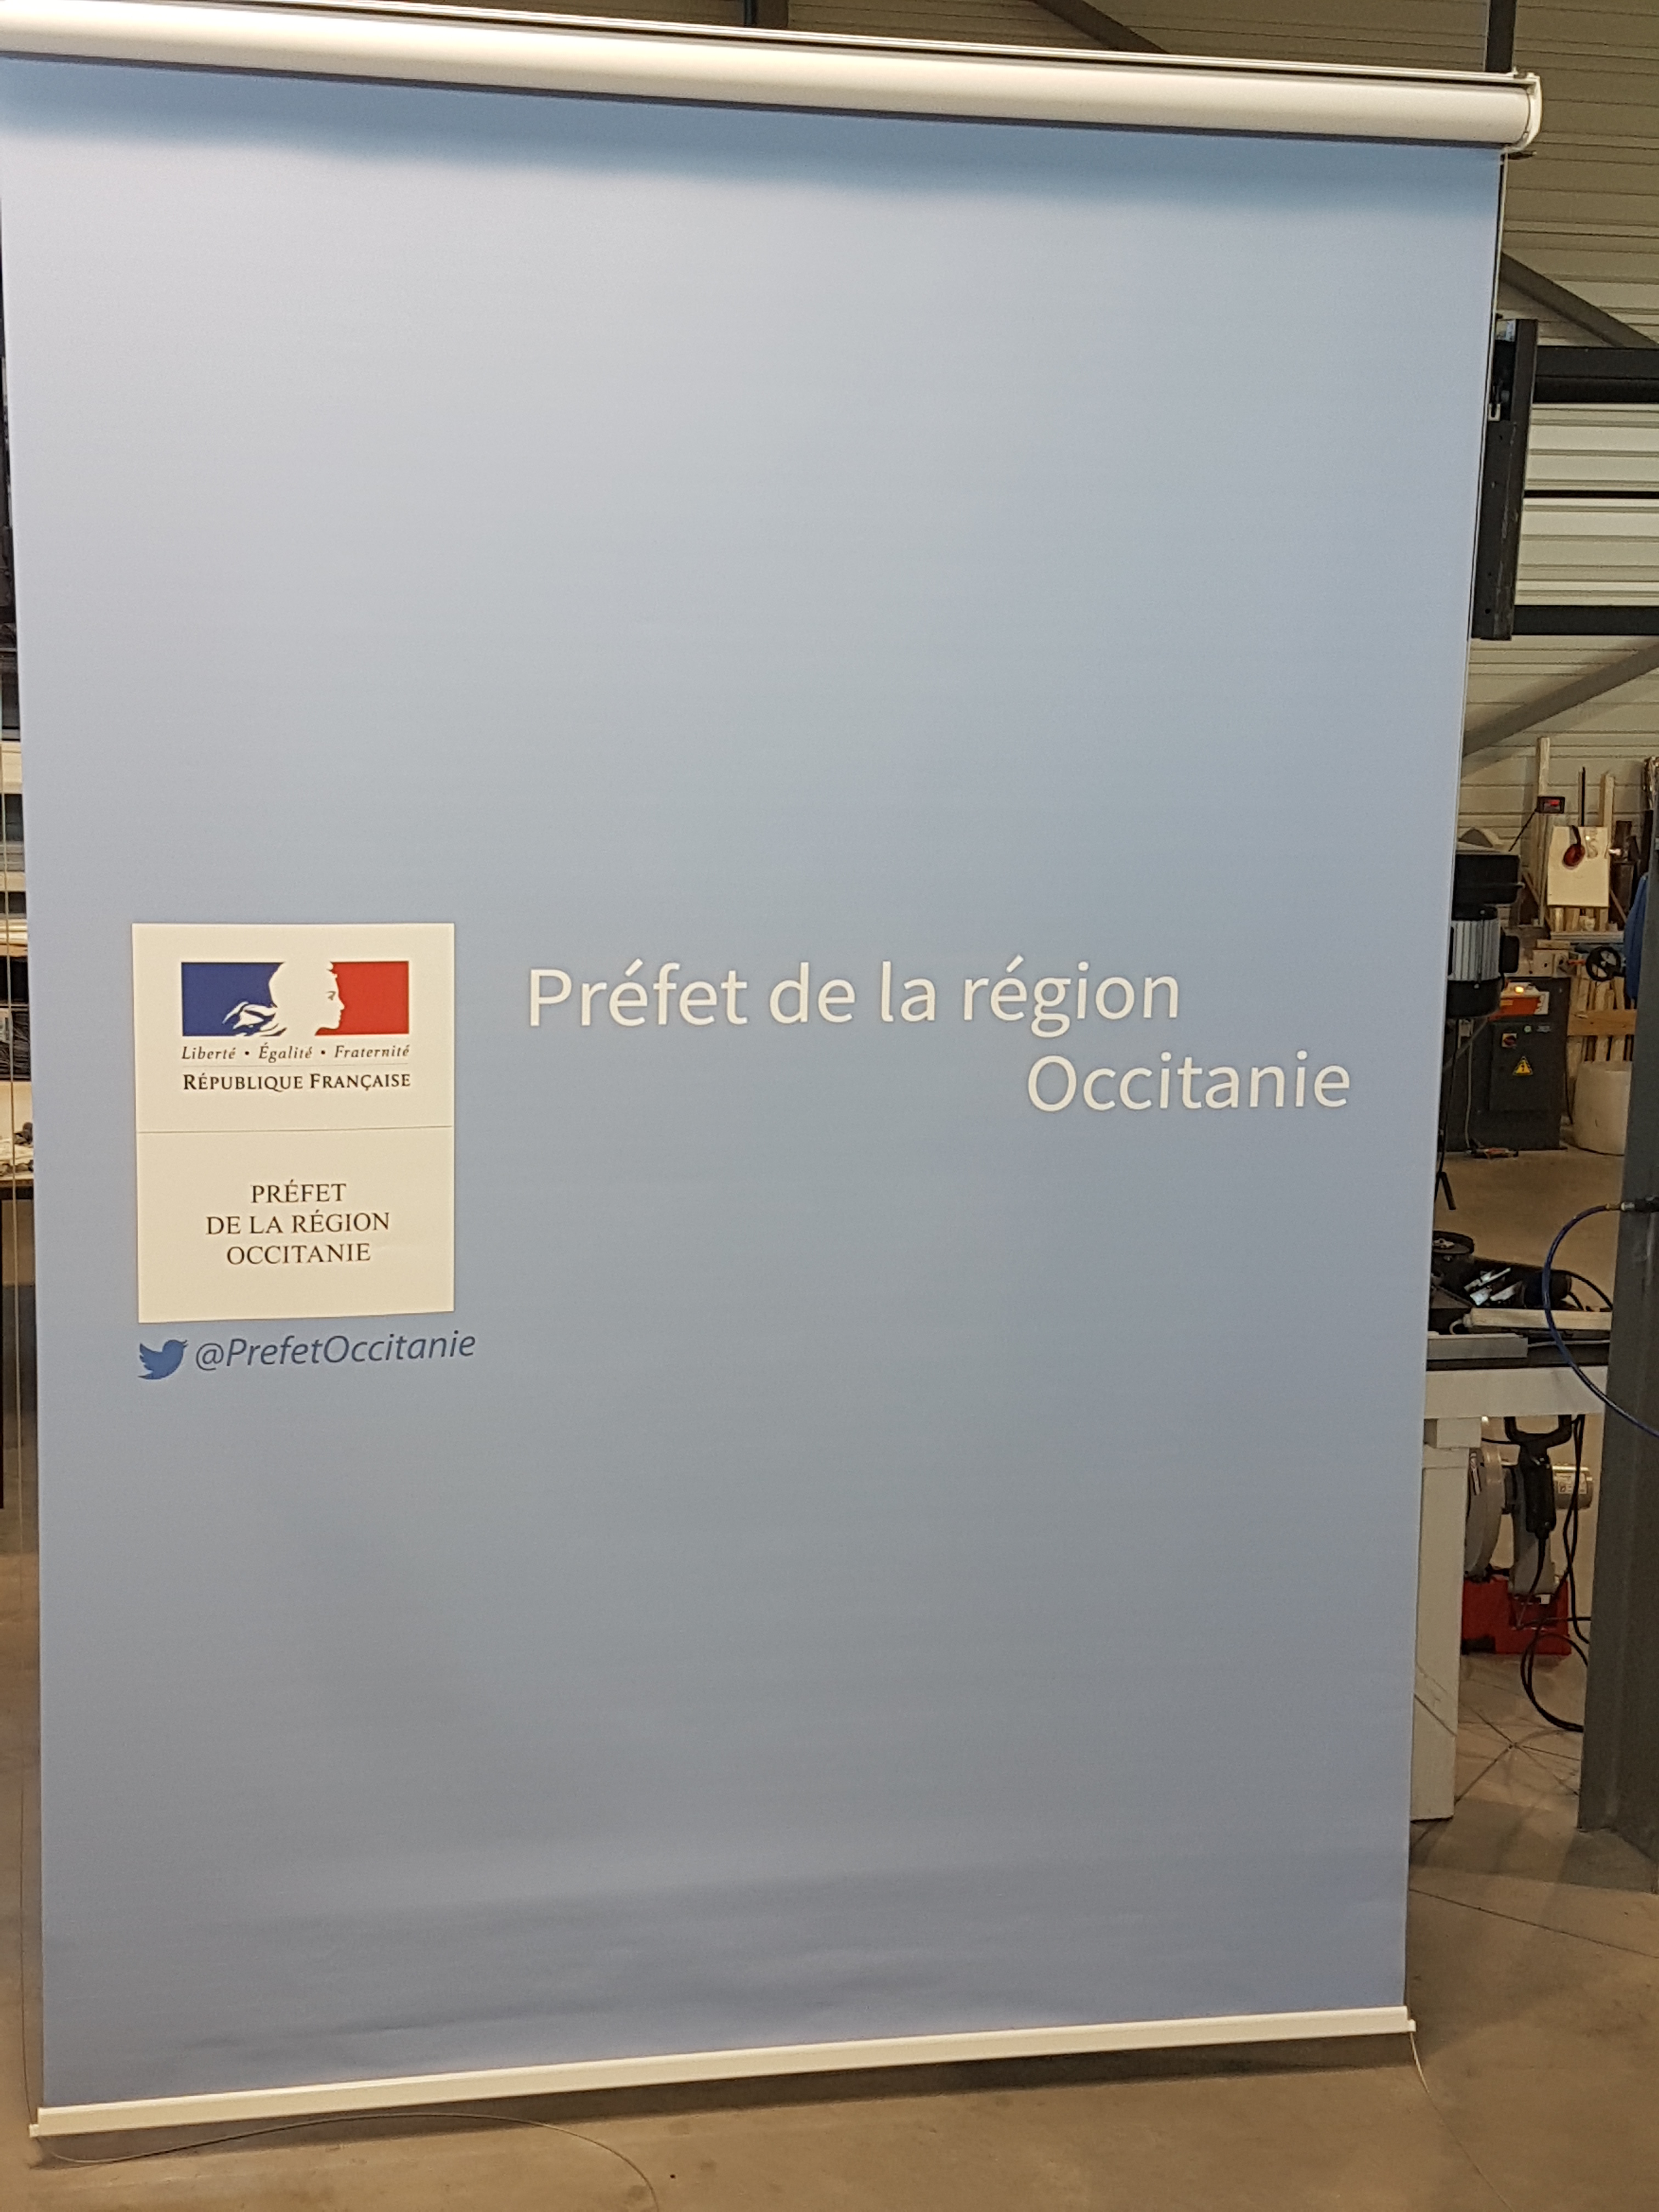 Liberté • Égalité • Fraternité
RÉPUBLIQUE FRANÇAISE
PRÉFET
DE LA RÉGION
OCCITANIE
@PrefetOccitanie
Préfet de la région
Occitanie